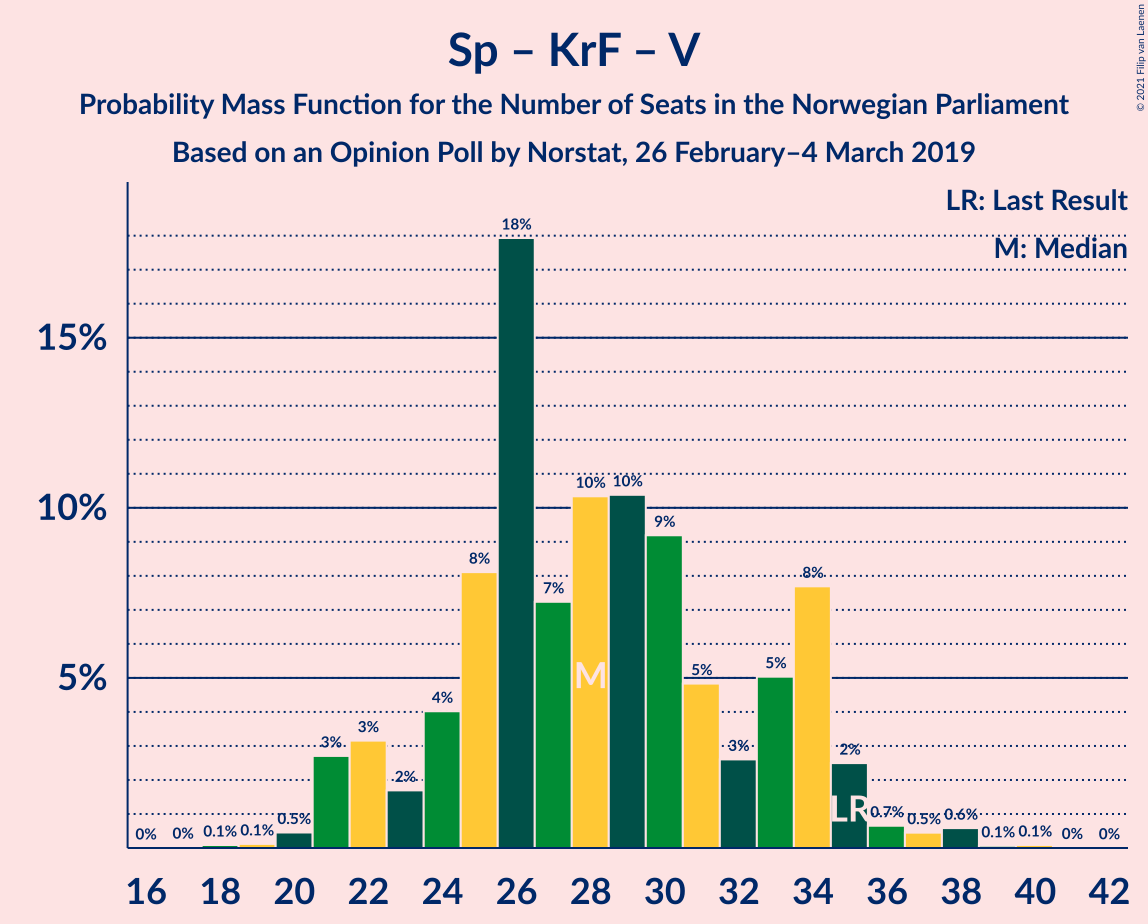 Sp – KrF – V
Probability Mass Function for the Number of Seats in the Norwegian Parliament
Based on an Opinion Poll by Norstat, 26 February–4 March 2019
© 2021 Filip van Laenen
LR: Last Result
M: Median
15%
10%
5%
0% 0% 0.1% 0.1% 0.5% 3% 3% 2% 4% 8% 18% 7% 10% 10% 9% 5% 3% 5% 8% 2% 0.7% 0.5% 0.6% 0.1% 0.1% 0% 0%
M
LR
16 18 20 22 24 26 28 30 32 34 36 38 40 42